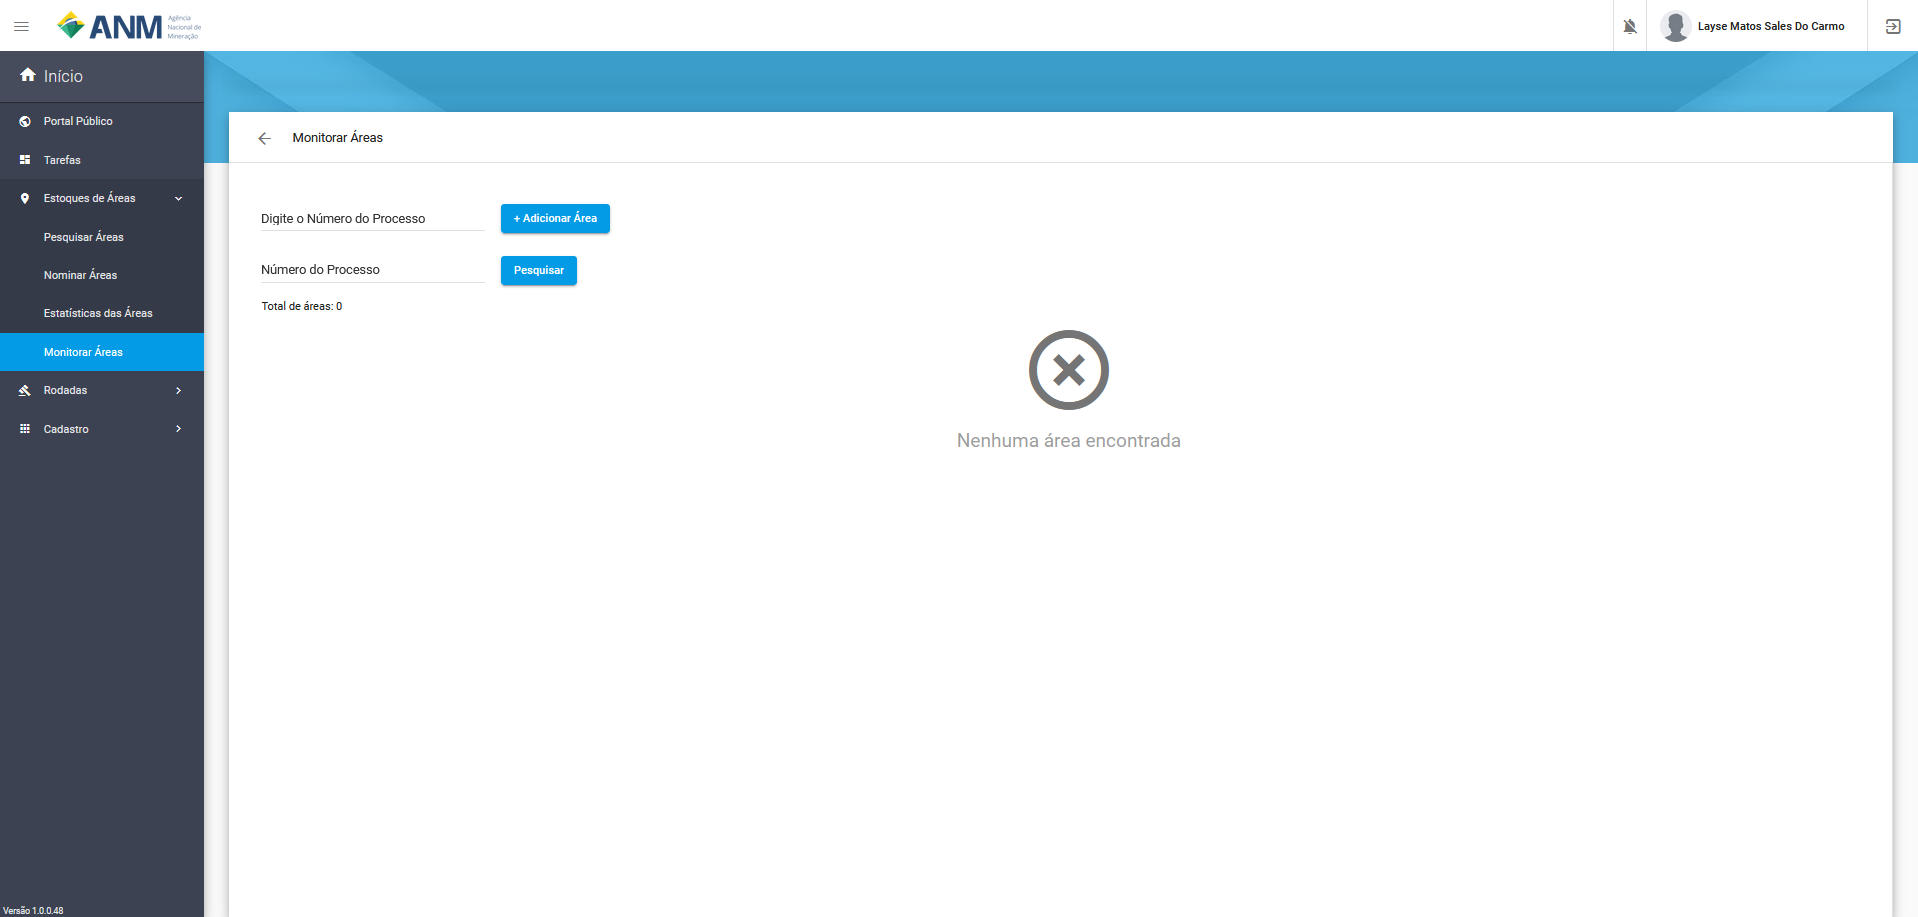 ANM
Agência
Nacional de
Mineração
Layse Matos Sales Do Carmo
Início
Portal Público
Tarefas
Estoques de Áreas
Pesquisar Áreas
Nominar Áreas
Estatísticas das Áreas
Monitorar Áreas
Rodadas
Cadastro
Versão 1.0.0.48
Monitorar Áreas
Digite o Número do Processo
+ Adicionar Área
Número do Processo
Pesquisar
Total de áreas: 0
Nenhuma área encontrada